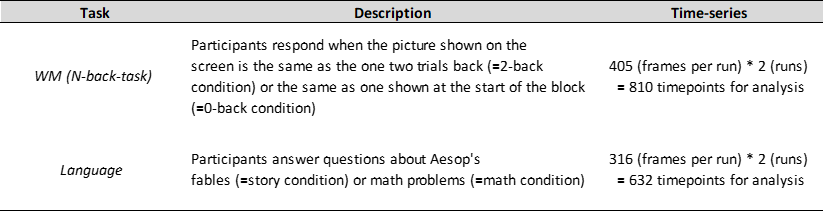 Task Description Time-series
WM (N-back-task)
Participants respond when the picture shown on the
screen is the same as the one two trials back (=2-back
condition) or the same as one shown at the start of the block
(=0-back condition)
405 (frames per run) * 2 (runs)
= 810 timepoints for analysis
Language
Participants answer questions about Aesop's
fables (=story condition) or math problems (=math condition)
316 (frames per run) * 2 (runs)
= 632 timepoints for analysis